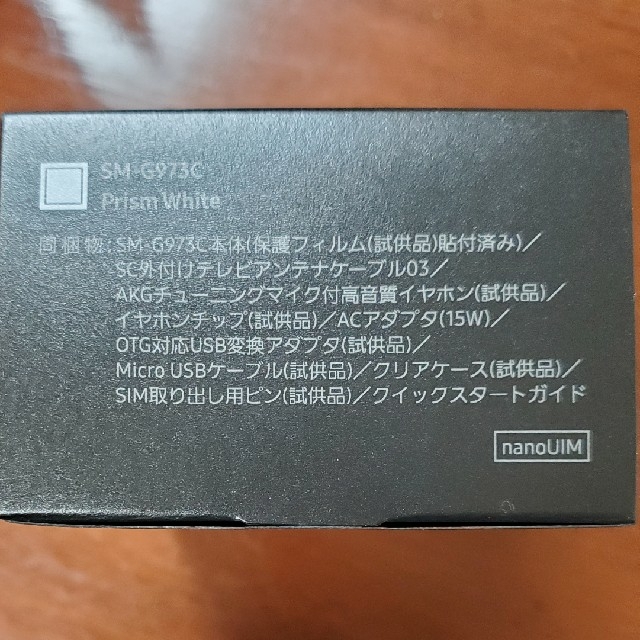 SM-G973C
Prism White
同梱物:SM-G973C本体(保護フィルム(試供品)貼付済み)/
SC外付けテレビアンテナケーブル03/
AKGチューニングマイク付高音質イヤホン(試供品)/
イヤホンチップ(試供品)/ACアダプタ(15W)/
OTG対応USB変換アダプタ(試供品)/
Micro USBケーブル(試供品)/クリアケース(試供品)/
SIM取り出し用ピン(試供品)/クイックスタートガイド
nanoUIM